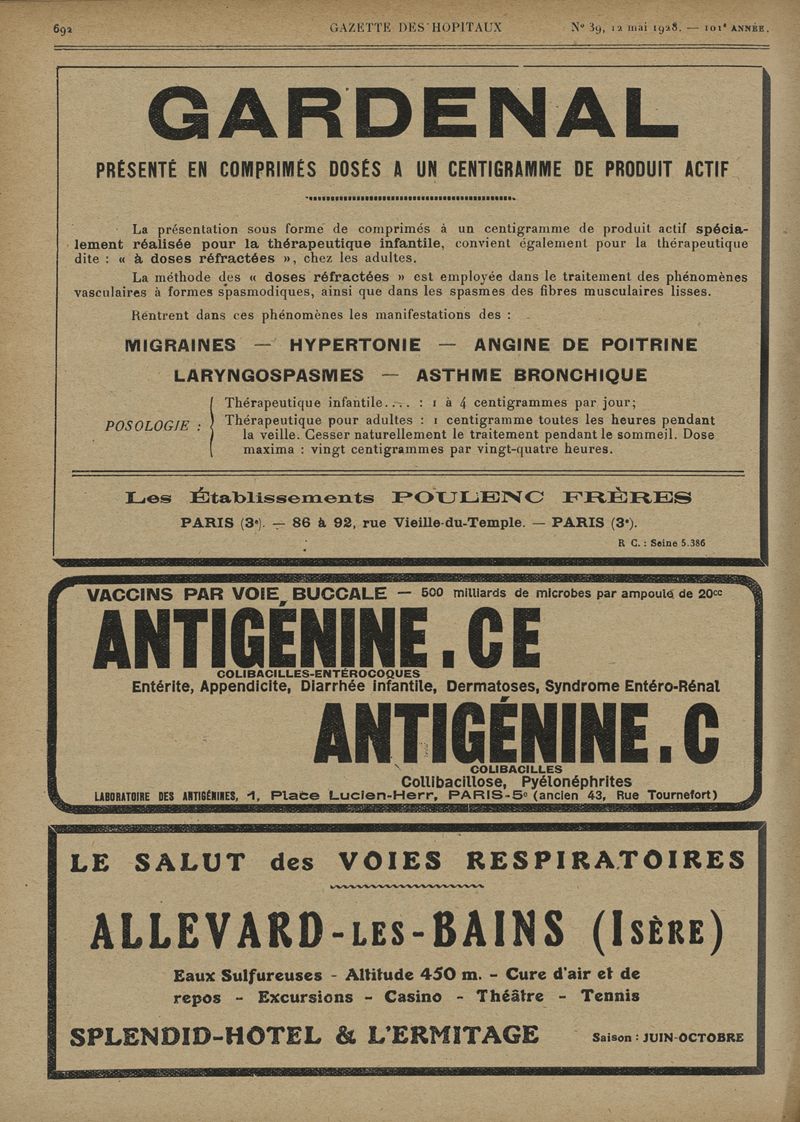 692
GAZETTE DES HOPITAUX
N° 39, 12 mai 1928. — 101e ANNÉE.
GARDENAL
PRÉSENTÉ EN COMPRIMÉS DOSÉS A UN CENTIGRAMME DE PRODUIT ACTIF
La présentation sous forme de comprimés à un centigramme de produit actif spécia-
lement réalisée pour la thérapeutique infantile, convient également pour la thérapeutique
dite : « à doses réfractées », chez les adultes.
La méthode des « doses réfractées » est employée dans le traitement des phénomènes
vasculaires à formes spasmodiques, ainsi que dans les spasmes des fibres musculaires lisses.
Rentrent dans ces phénomènes les manifestations des :
MIGRAINES — HYPERTONIE — ANGINE DE POITRINE
LARYNGOSPASMES — ASTHME BRONCHIQUE
POSOLOGIE :
Thérapeutique infantile.... : 1 à 4 centigrammes par jour;
Thérapeutique pour adultes : 1 centigramme toutes les heures pendant
la veille. Cesser naturellement le traitement pendant le sommeil. Dose
maxima : vingt centigrammes par vingt-quatre heures.
Les Établissements POULENC FRÈRES
PARIS (3e). — 86 à 92, rue Vieille-du-Temple. — PARIS (3e).
R C. : Seine 5.386
VACCINS PAR VOIE BUCCALE — 500 milliards de microbes par ampoule de 20cc
ANTIGÉNINE.CE
COLIBACILLES-ENTÉROCOQUES
Entérite, Appendicite, Diarrhée infantile, Dermatoses, Syndrome Entéro-Rénal
ANTIGÉNINE.C
COLIBACILLES
Collibacillose, Pyélonéphrites
LABORATOIRE DES ANTIGÉNINES, 1, Place Lucien-Herr, PARIS-5e (ancien 43, Rue Tournefort)
LE SALUT des VOIES RESPIRATOIRES
ALLEVARD-LES-BAINS (ISÈRE)
Eaux Sulfureuses - Altitude 450 m. - Cure d'air et de
repos - Excursions - Casino - Théâtre - Tennis
SPLENDID-HOTEL & L'ERMITAGE
Saison : JUIN-OCTOBRE